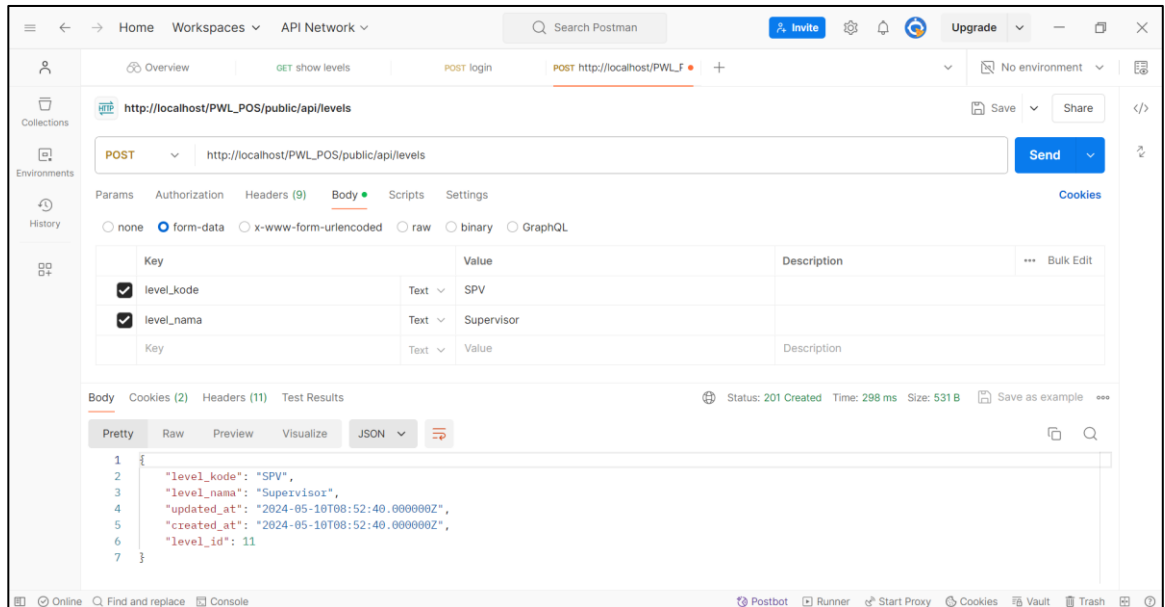 Home Workspaces API Network Search Postman Invite Upgrade
Overview GET show levels POST login POST http://localhost/PWL_F No environment
HTTP http://localhost/PWL_POS/public/api/levels Save Share
Collections
POST http://localhost/PWL_POS/public/api/levels Send
Environments
Params Authorization Headers (9) Body Scripts Settings Cookies
History
none form-data x-www-form-urlencoded raw binary GraphQL
Key Value Description Bulk Edit
level_kode Text SPV
level_nama Text Supervisor
Key Text Value Description
Body Cookies (2) Headers (11) Test Results Status: 201 Created Time: 298 ms Size: 531 B Save as example
Pretty Raw Preview Visualize JSON
1 {
2 "level_kode": "SPV",
3 "level_nama": "Supervisor",
4 "updated_at": "2024-05-10T08:52:40.000000Z",
5 "created_at": "2024-05-10T08:52:40.000000Z",
6 "level_id": 11
7 }
Online Find and replace Console Postbot Runner Start Proxy Cookies Vault Trash